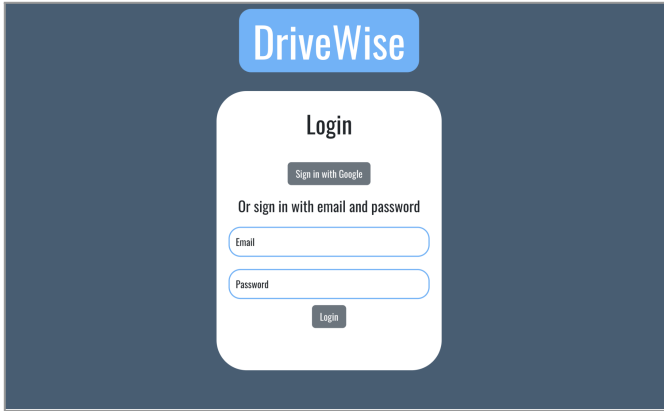 DriveWise
Login
Sign in with Google
Or sign in with email and password
Email
Password
Login